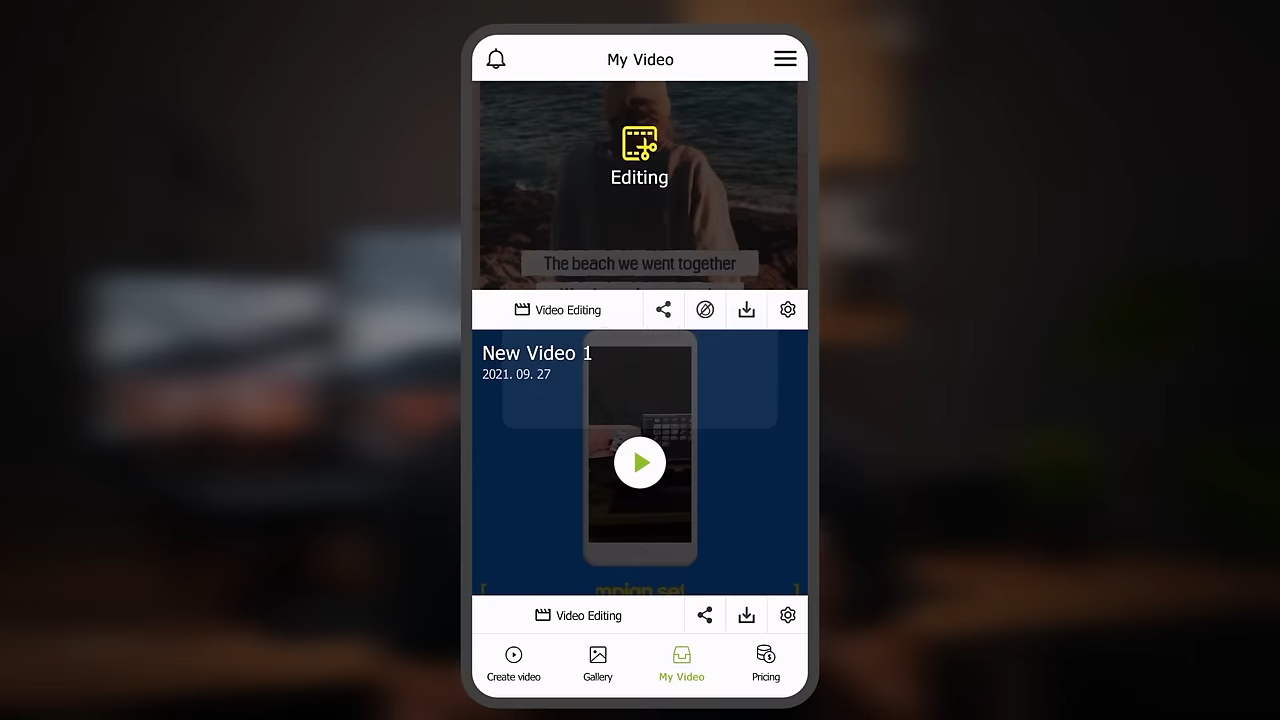 My Video
Editing
The beach we went together
Video Editing
New Video 1
2021. 09. 27
Video Editing
Create video
Gallery
My Video
Pricing